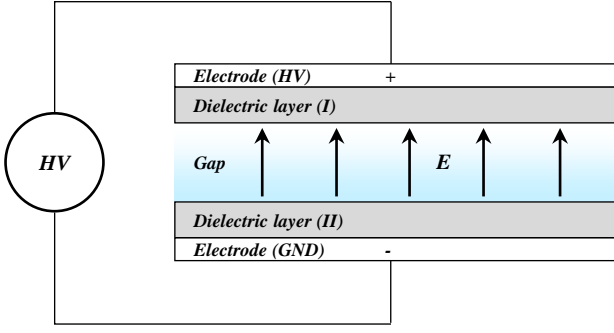 Electrode (HV) +
Dielectric layer (I)
HV
Gap E
Dielectric layer (II)
Electrode (GND) -